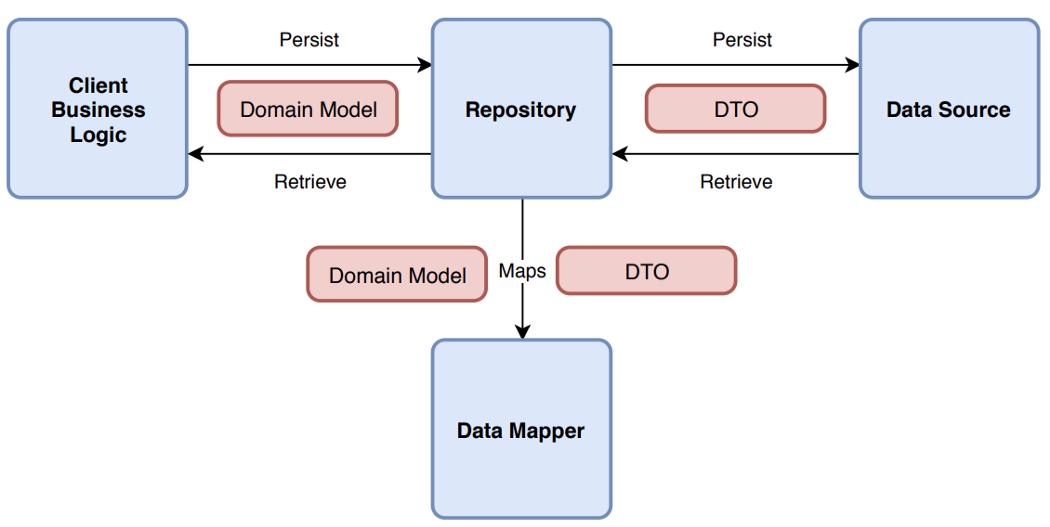 Persist
Persist
Client
Business
Logic
Domain Model
Repository
DTO
Data Source
Retrieve
Retrieve
Domain Model
Maps
DTO
Data Mapper